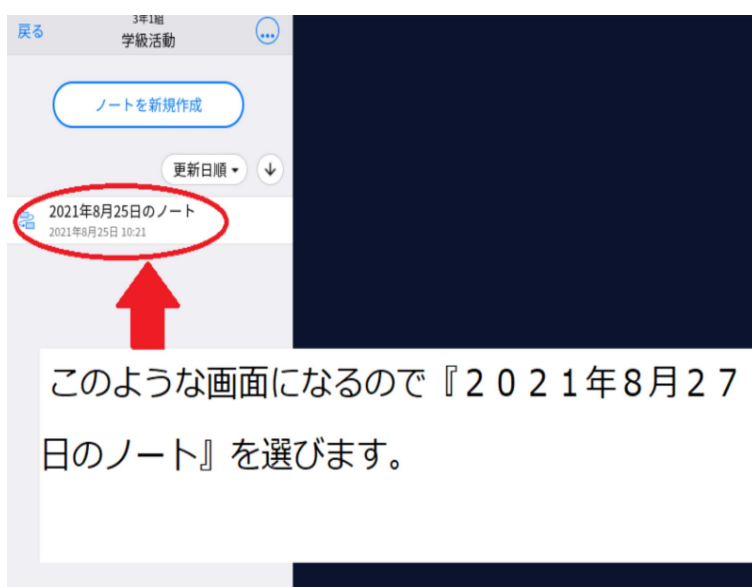 戻る
3年1組
学級活動
ノートを新規作成
更新日順
2021年8月25日のノート
2021年8月25日 10:21
このような画面になるので『２０２１年８月２７
日のノート』を選びます。